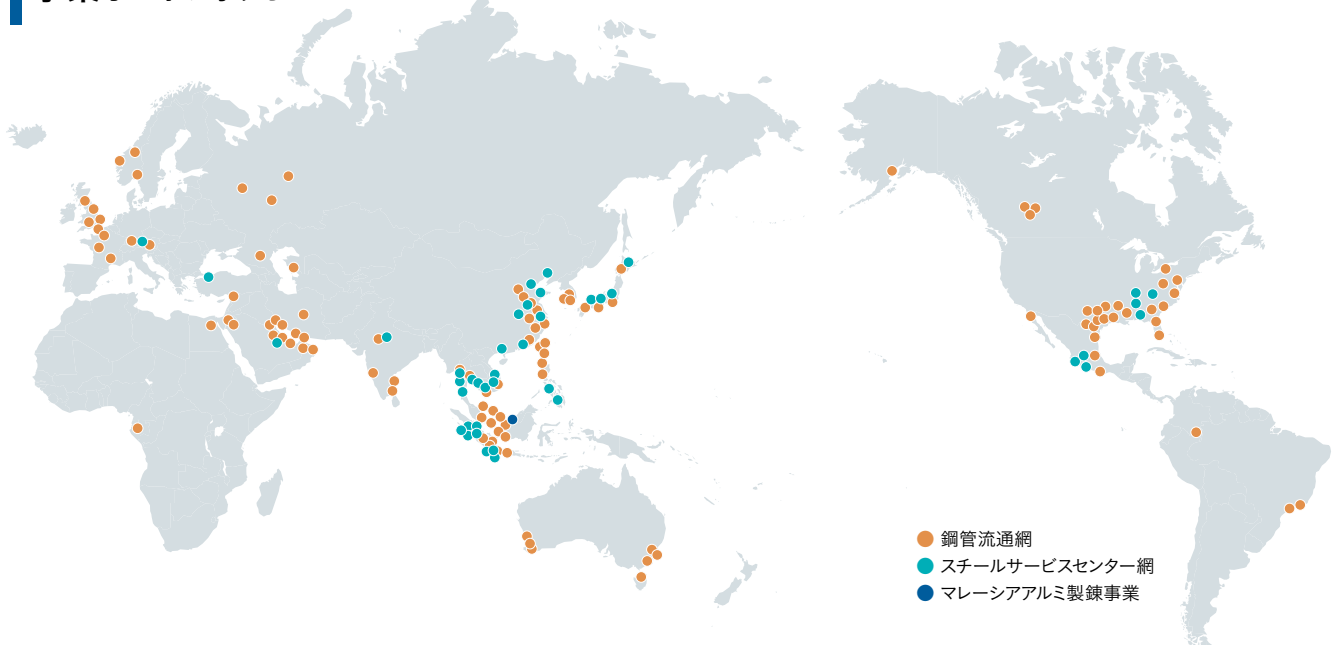 鋼管流通網
スチールサービスセンター網
マレーシアアルミ製錬事業